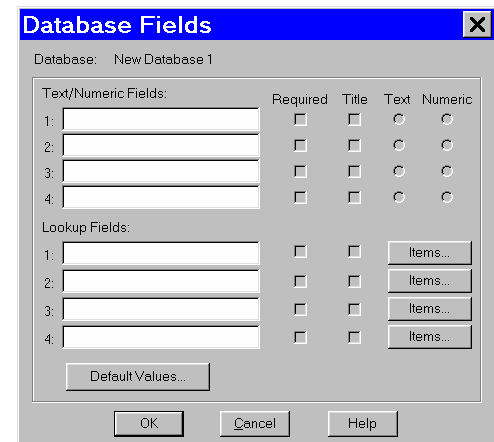 Database Fields
Database: New Database 1
Text/Numeric Fields: Required Title Text Numeric
1:
2:
3:
4:
Lookup Fields:
1: Items...
2: Items...
3: Items...
4: Items...
Default Values...
OK Cancel Help